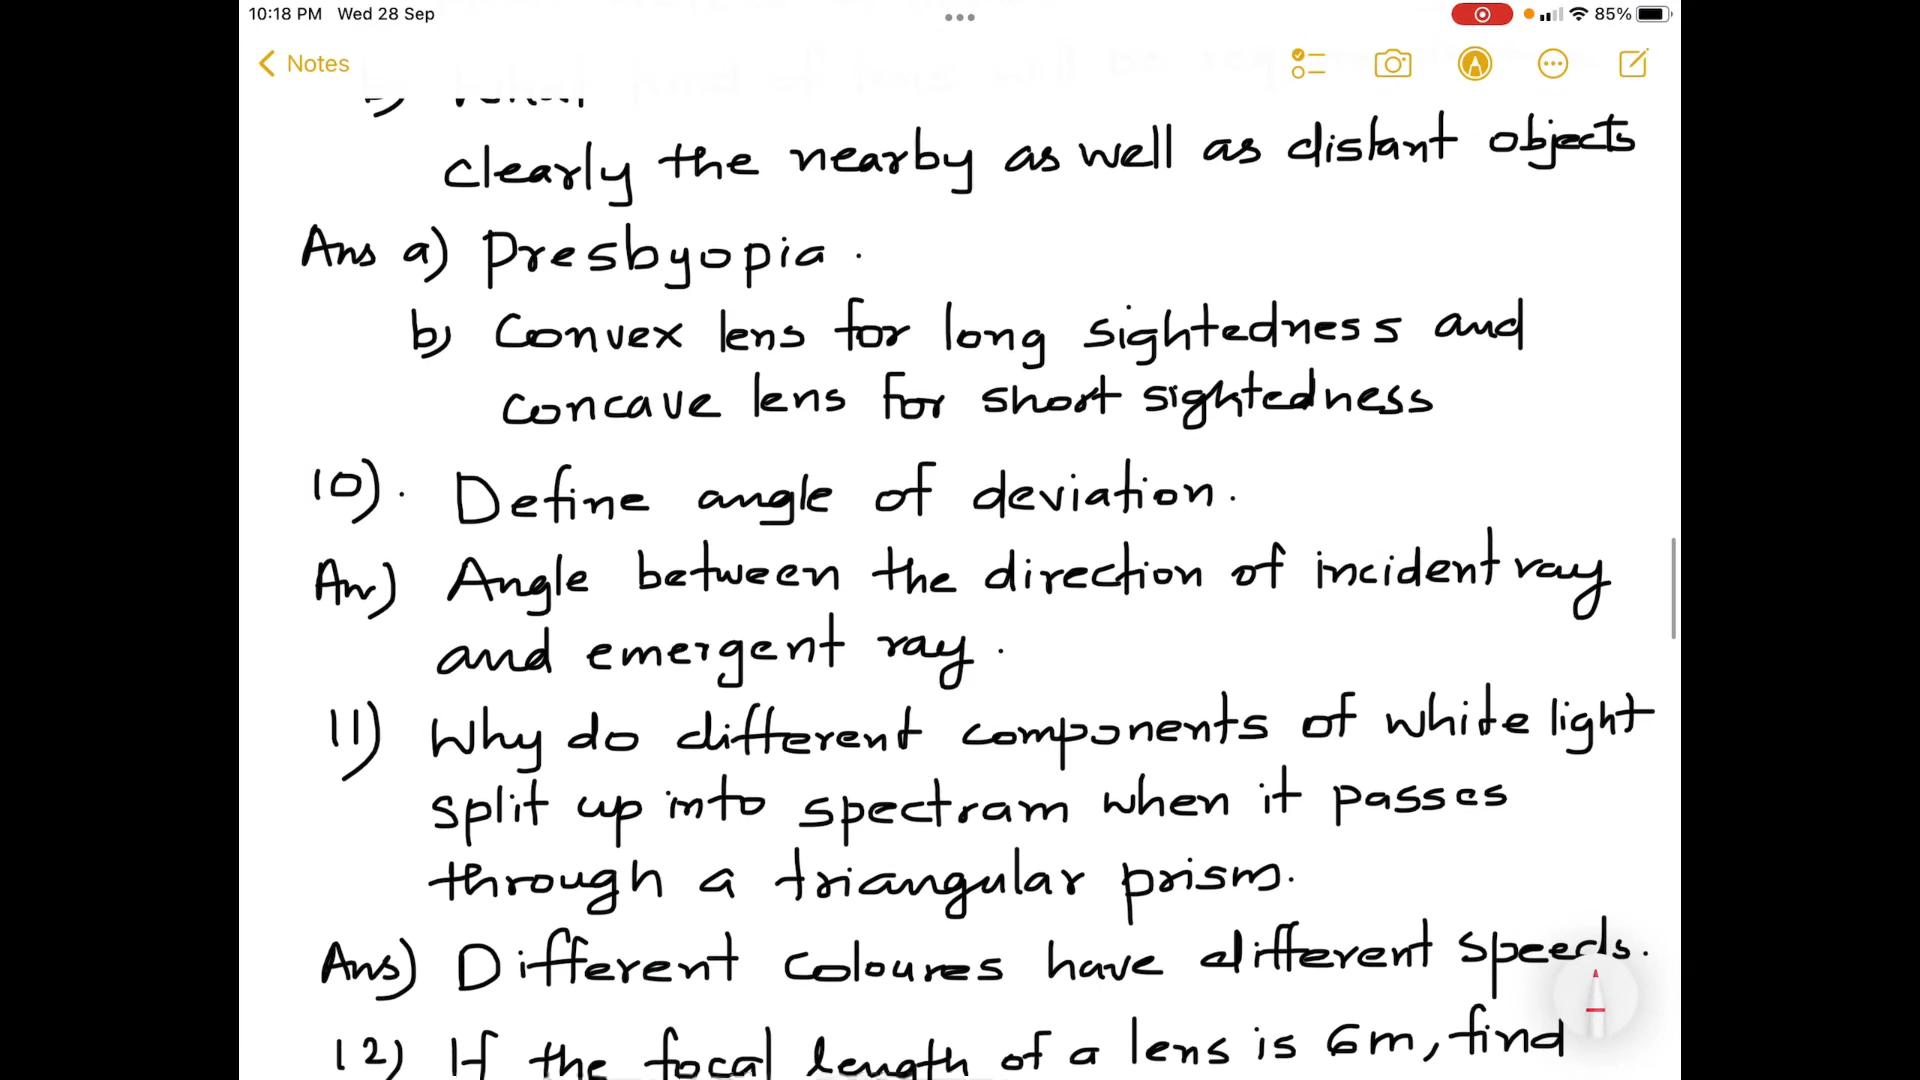 10:18 PM Wed 28 Sep
85%
Notes
clearly the nearby as well as distant objects
Ans a) Presbyopia.
b) Convex lens for long sightedness and
concave lens for short sightedness
10). Define angle of deviation.
An) Angle between the direction of incident ray
and emergent ray.
11) Why do different components of white light
split up into spectram when it passes
through a triangular prism.
Ans) Different coloures have different speeds.
12) If the focal length of a lens is 6m, find